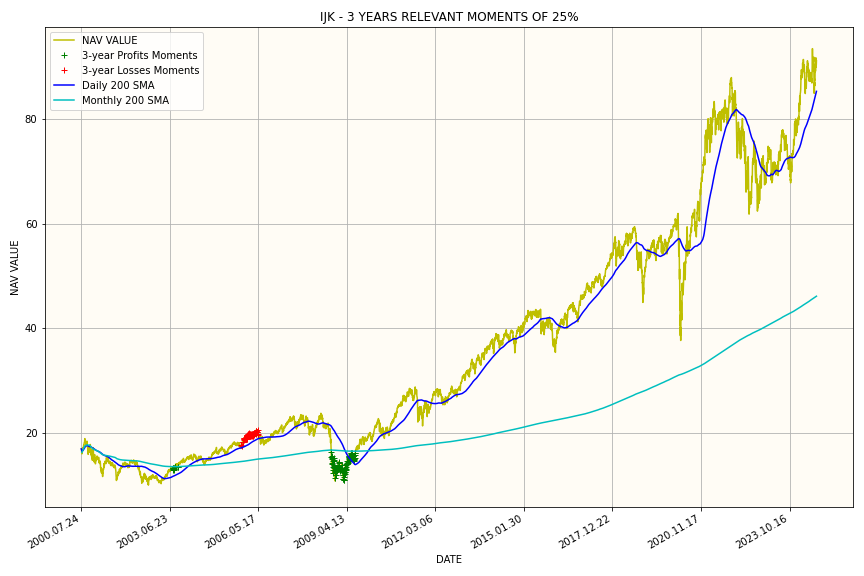 IJK - 3 YEARS RELEVANT MOMENTS OF 25%
NAV VALUE
3-year Profits Moments
3-year Losses Moments
Daily 200 SMA
Monthly 200 SMA
80
60
40
20
NAV VALUE
2000.07.24
2003.06.23
2006.05.17
2009.04.13
2012.03.06
2015.01.30
2017.12.22
2020.11.17
2023.10.16
DATE